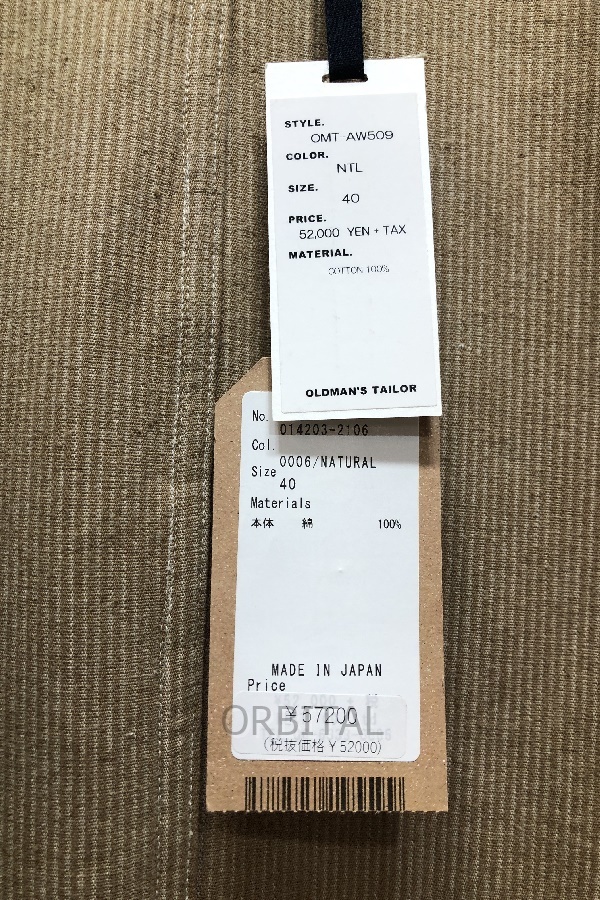 STYLE.
OMT-AW509
COLOR.
NTL
SIZE.
40
PRICE.
52,000 YEN + TAX
MATERIAL.
COTTON 100%
OLDMAN'S TAILOR
No.
014203-2106
Col.
0006/NATURAL
Size
40
Materials
本体 綿 100%
MADE IN JAPAN
Price
¥57200
(税抜価格¥52000)
ORBITAL